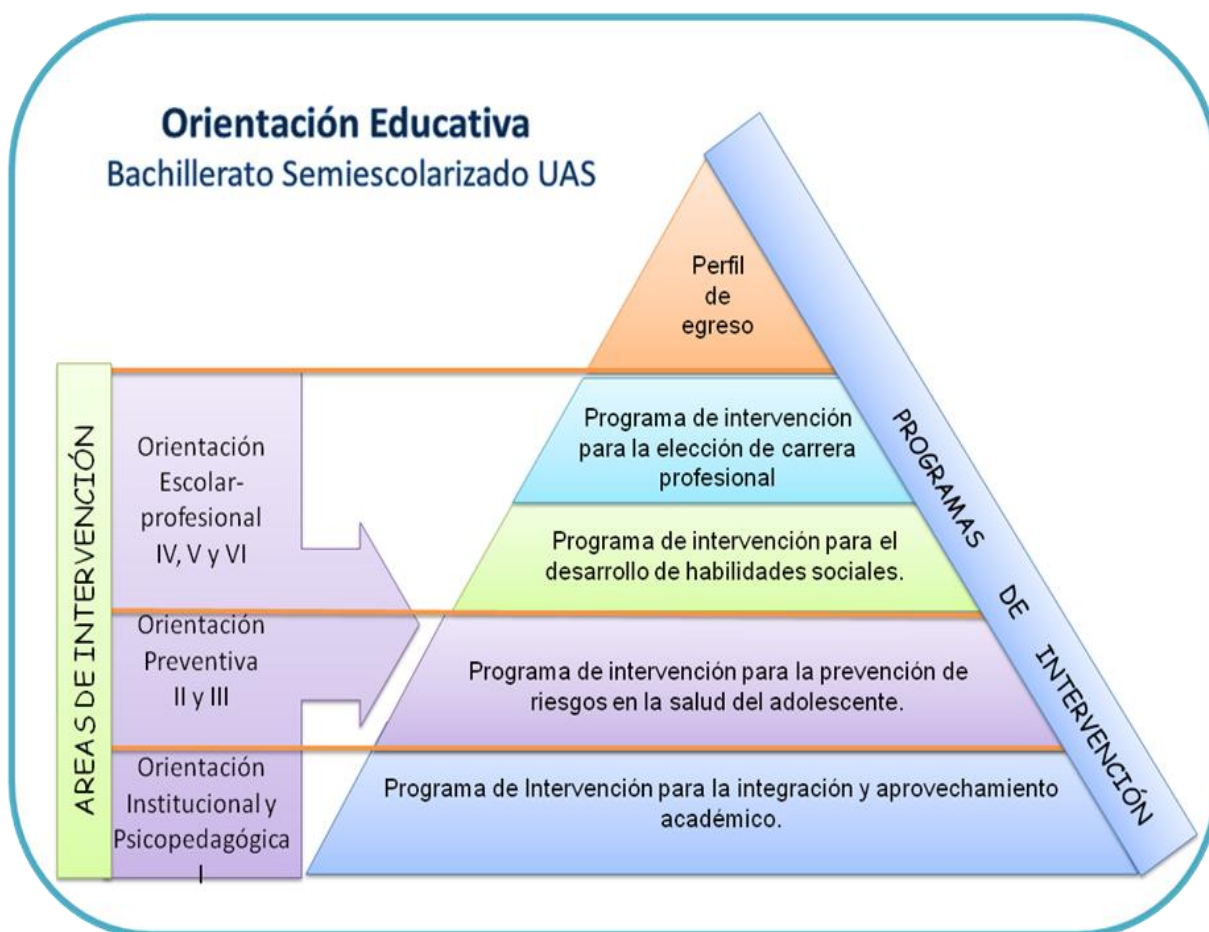 Orientación Educativa
Bachillerato Semiescolarizado UAS
AREAS DE INTERVENCIÓN
Orientación
Escolar-
profesional
IV, V y VI
Orientación
Preventiva
II y III
Orientación
Institucional y
Psicopedagógica
I
Perfil
de
egreso
Programa de intervención
para la elección de carrera
profesional
Programa de intervención para el
desarrollo de habilidades sociales.
Programa de intervención para la prevención de
riesgos en la salud del adolescente.
Programa de Intervención para la integración y aprovechamiento
académico.
PROGRAMAS DE INTERVENCIÓN